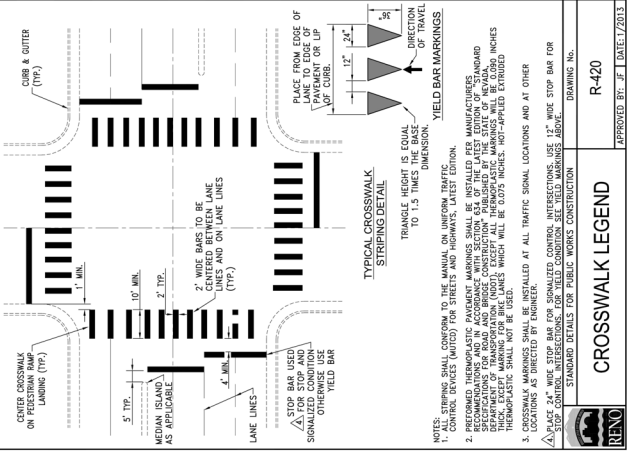 CURB & GUTTER
(TYP.)
CENTER CROSSWALK
ON PEDESTRIAN RAMP
LANDING (TYP.)
1' MIN.
10' MIN.
2' TYP.
2' WIDE BARS TO BE
CENTERED BETWEEN LANE
LINES AND ON LANE LINES
(TYP.)
5' TYP.
MEDIAN ISLAND
AS APPLICABLE
LANE LINES
4' MIN.
STOP BAR USED
4 FOR STOP AND
SIGNALIZED CONDITION
OTHERWISE USE
YIELD BAR
TYPICAL CROSSWALK
STRIPING DETAIL
PLACE FROM EDGE OF
LANE TO EDGE OF
PAVEMENT OR LIP
OF CURB.
36"
12"
24"
DIRECTION
OF TRAVEL
TRIANGLE HEIGHT IS EQUAL
TO 1.5 TIMES THE BASE
DIMENSION.
YIELD BAR MARKINGS
NOTES:
1. ALL STRIPING SHALL CONFORM TO THE MANUAL ON UNIFORM TRAFFIC
CONTROL DEVICES (MUTCD) FOR STREETS AND HIGHWAYS, LATEST EDITION.
2. PREFORMED THERMOPLASTIC PAVEMENT MARKINGS SHALL BE INSTALLED PER MANUFACTURERS
RECOMMENDATIONS AND IN ACCORDANCE WITH SECTION 634 OF THE LATEST EDITION OF "STANDARD
SPECIFICATIONS FOR ROAD AND BRIDGE CONSTRUCTION" PUBLISHED BY THE STATE OF NEVADA,
DEPARTMENT OF TRANSPORTATION (NDOT), EXCEPT ALL THERMOPLASTIC MARKINGS WILL BE 0.090 INCHES
THICK, EXCEPT MARKING FOR BIKE LANES WHICH WILL BE 0.075 INCHES. HOT-APPLIED EXTRUDED
THERMOPLASTIC SHALL NOT BE USED.
3. CROSSWALK MARKINGS SHALL BE INSTALLED AT ALL TRAFFIC SIGNAL LOCATIONS AND AT OTHER
LOCATIONS AS DIRECTED BY ENGINEER.
4. PLACE 24" WIDE STOP BAR FOR SIGNALIZED CONTROL INTERSECTIONS. USE 12" WIDE STOP BAR FOR
STOP CONTROL INTERSECTIONS. FOR YIELD CONDITION SEE YIELD MARKINGS ABOVE.
RENO
STANDARD DETAILS FOR PUBLIC WORKS CONSTRUCTION
CROSSWALK LEGEND
DRAWING No.
R-420
APPROVED BY: JF DATE: 1/2013